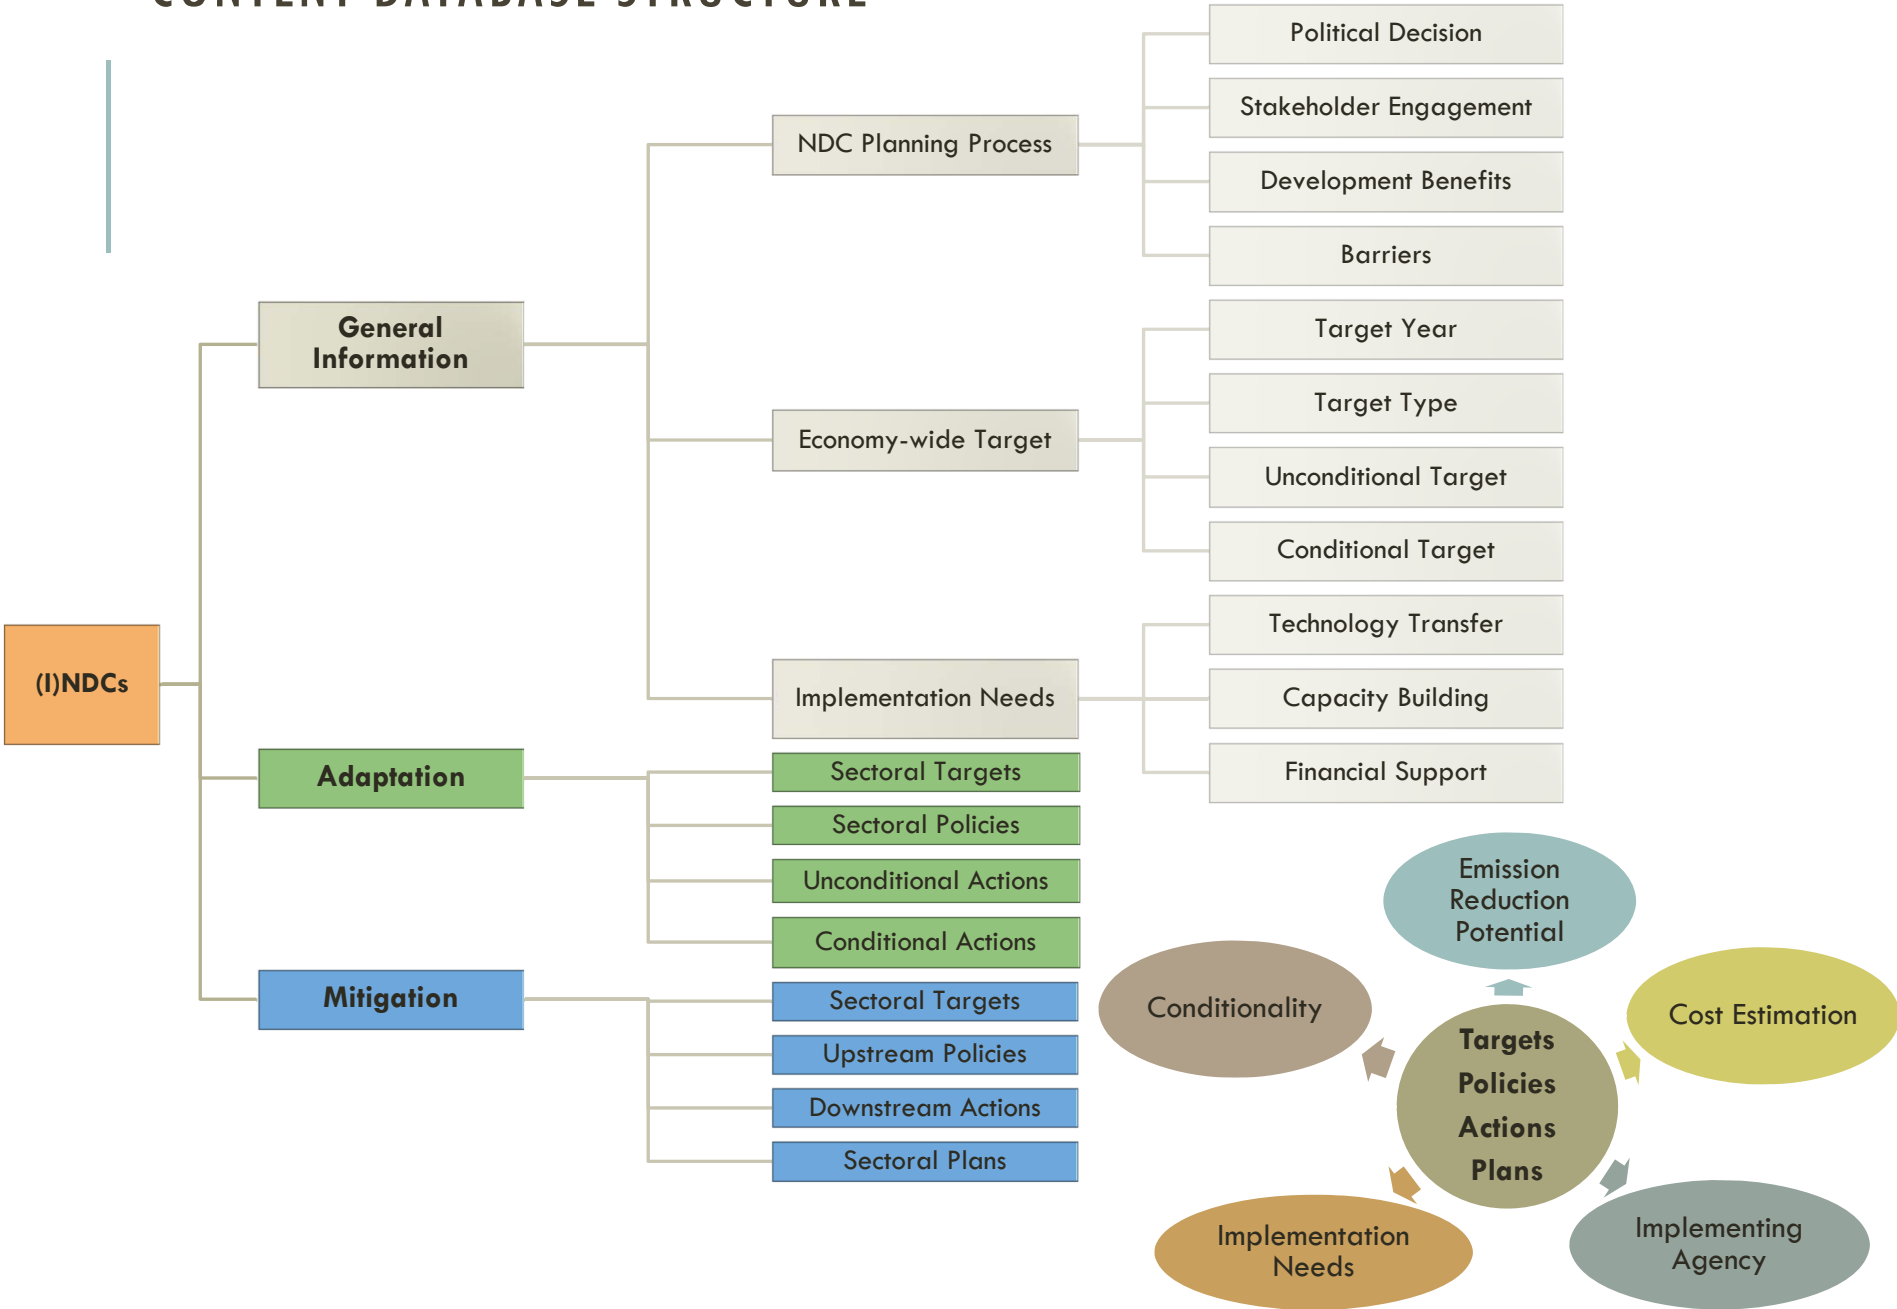 CONTENT DATABASE STRUCTURE
(I)NDCs
General
Information
NDC Planning Process
Political Decision
Stakeholder Engagement
Development Benefits
Barriers
Economy-wide Target
Target Year
Target Type
Unconditional Target
Conditional Target
Implementation Needs
Technology Transfer
Capacity Building
Financial Support
Adaptation
Sectoral Targets
Sectoral Policies
Unconditional Actions
Conditional Actions
Mitigation
Sectoral Targets
Upstream Policies
Downstream Actions
Sectoral Plans
Targets
Policies
Actions
Plans
Emission
Reduction
Potential
Cost Estimation
Implementing
Agency
Implementation
Needs
Conditionality